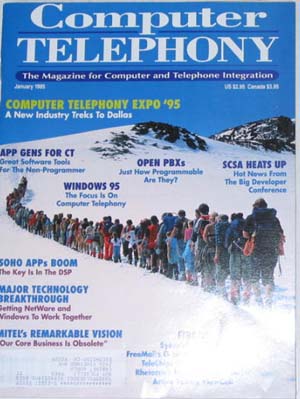 Computer
TELEPHONY
The Magazine for Computer and Telephone Integration
January 1995
US $2.95 Canada $3.95
COMPUTER TELEPHONY EXPO '95
A New Industry Treks To Dallas
APP GENS FOR CT
Great Software Tools
For The Non-Programmer
OPEN PBXs
Just How Programmable
Are They?
SCSA HEATS UP
Hot News From
The Big Developer
Conference
WINDOWS 95
The Focus Is On
Computer Telephony
SOHO APPs BOOM
The Key Is In The DSP
MAJOR TECHNOLOGY
BREAKTHROUGH
Getting NetWare and
Windows To Work Together
MITEL'S REMARKABLE VISION
"Our Core Business is Obsolete"